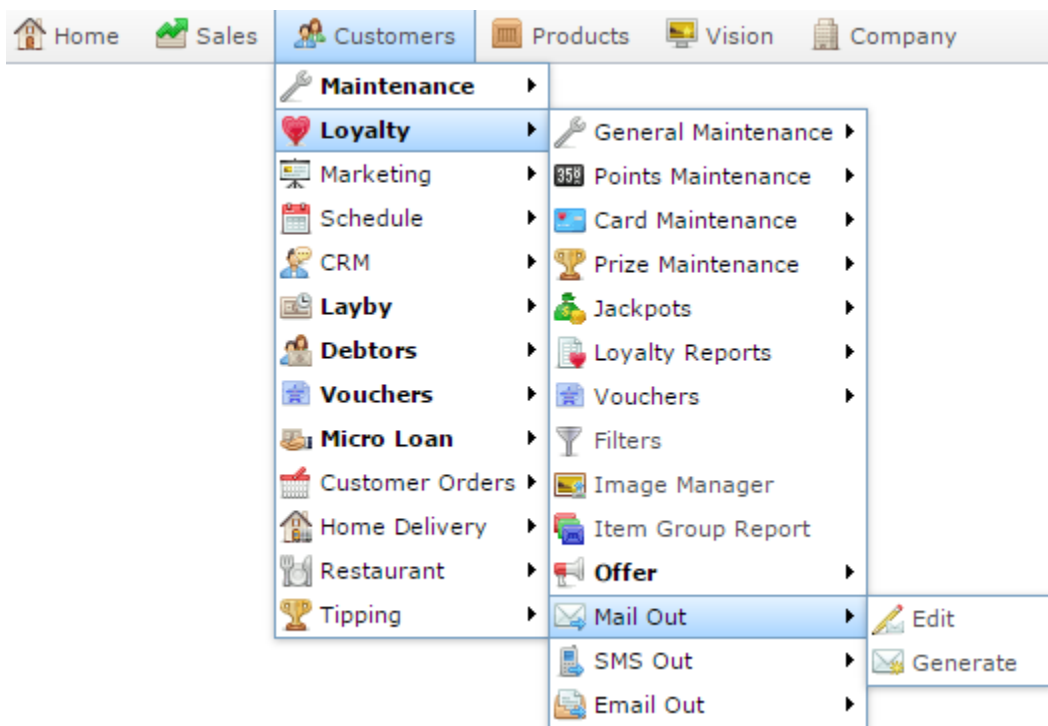 Home Sales Customers Products Vision Company
Maintenance
Loyalty
Marketing
Schedule
CRM
Layby
Debtors
Vouchers
Micro Loan
Customer Orders
Home Delivery
Restaurant
Tipping
General Maintenance
358 Points Maintenance
Card Maintenance
Prize Maintenance
Jackpots
Loyalty Reports
Vouchers
Filters
Image Manager
Item Group Report
Offer
Mail Out
SMS Out
Email Out
Edit
Generate